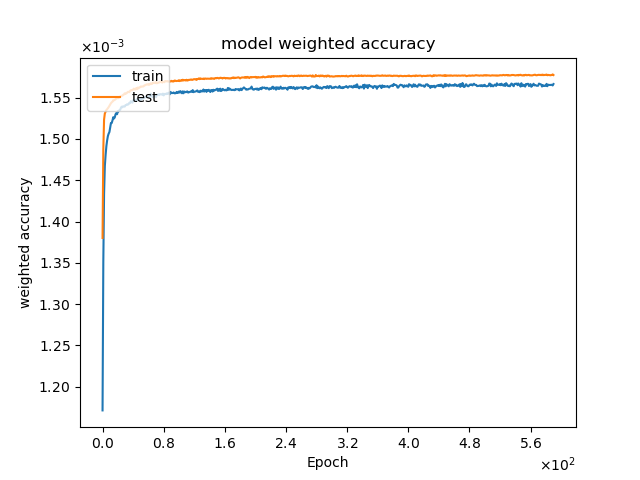 model weighted accuracy
×10⁻³
train
test
1.55
1.50
1.45
1.40
1.35
1.30
1.25
1.20
weighted accuracy
0.0 0.8 1.6 2.4 3.2 4.0 4.8 5.6
Epoch
×10²